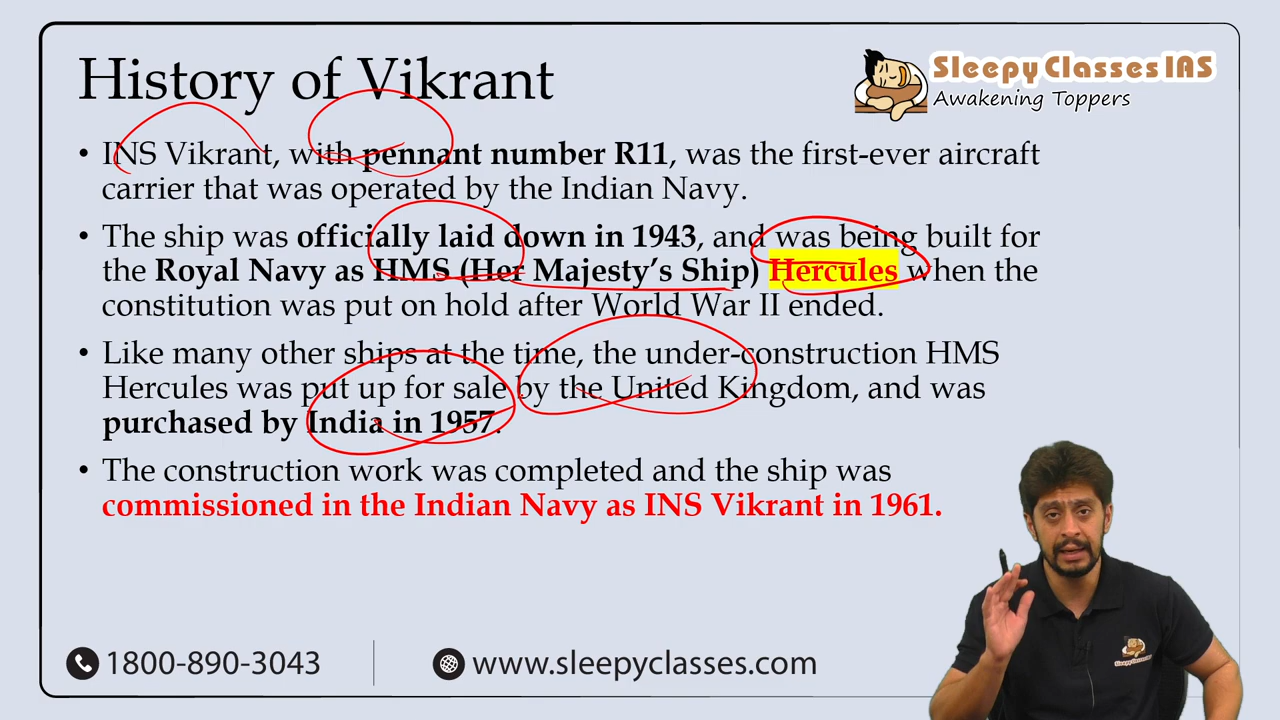 History of Vikrant
SleepyClasses IAS
Awakening Toppers
• INS Vikrant, with pennant number R11, was the first-ever aircraft
carrier that was operated by the Indian Navy.
• The ship was officially laid down in 1943, and was being built for
the Royal Navy as HMS (Her Majesty's Ship) Hercules when the
constitution was put on hold after World War II ended.
• Like many other ships at the time, the under-construction HMS
Hercules was put up for sale by the United Kingdom, and was
purchased by India in 1957.
• The construction work was completed and the ship was
commissioned in the Indian Navy as INS Vikrant in 1961.
1800-890-3043
www.sleepyclasses.com
SleepyClasses